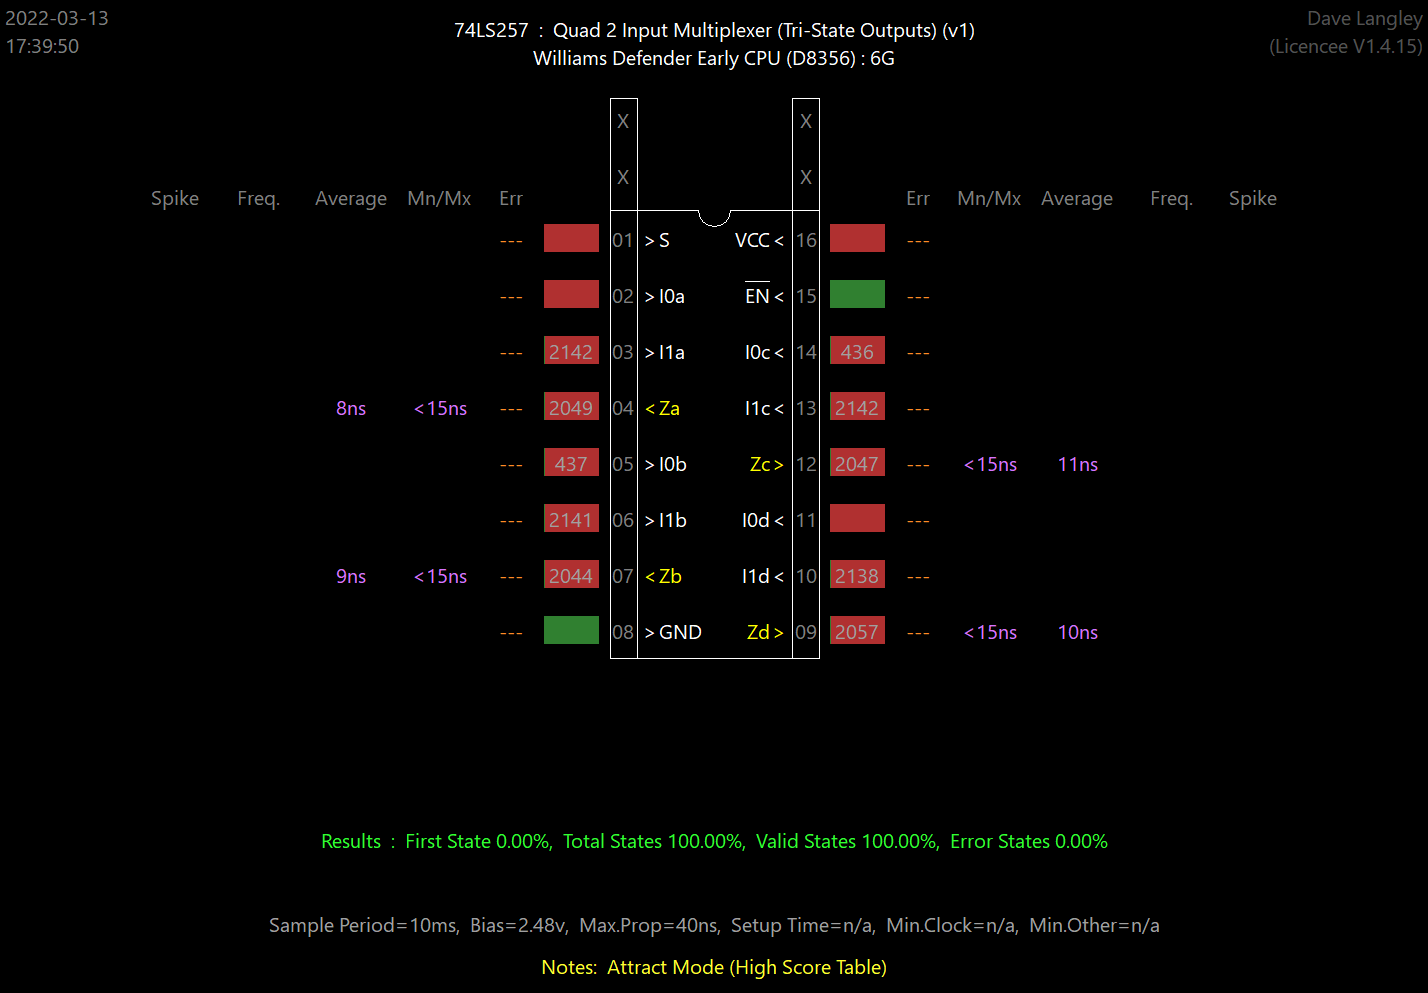 2022-03-13
17:39:50
74LS257 : Quad 2 Input Multiplexer (Tri-State Outputs) (v1)
Williams Defender Early CPU (D8356) : 6G
Dave Langley
(Licencee V1.4.15)
X X
X X
Spike Freq. Average Mn/Mx Err Err Mn/Mx Average Freq. Spike
--- 01 >S VCC< 16 ---
--- 02 >I0a EN< 15 ---
--- 2142 03 >I1a I0c< 14 436 ---
8ns <15ns --- 2049 04 <Za I1c< 13 2142 ---
--- 437 05 >I0b Zc> 12 2047 --- <15ns 11ns
--- 2141 06 >I1b I0d< 11 ---
9ns <15ns --- 2044 07 <Zb I1d< 10 2138 ---
--- 08 >GND Zd> 09 2057 --- <15ns 10ns
Results : First State 0.00%, Total States 100.00%, Valid States 100.00%, Error States 0.00%
Sample Period=10ms, Bias=2.48v, Max.Prop=40ns, Setup Time=n/a, Min.Clock=n/a, Min.Other=n/a
Notes: Attract Mode (High Score Table)